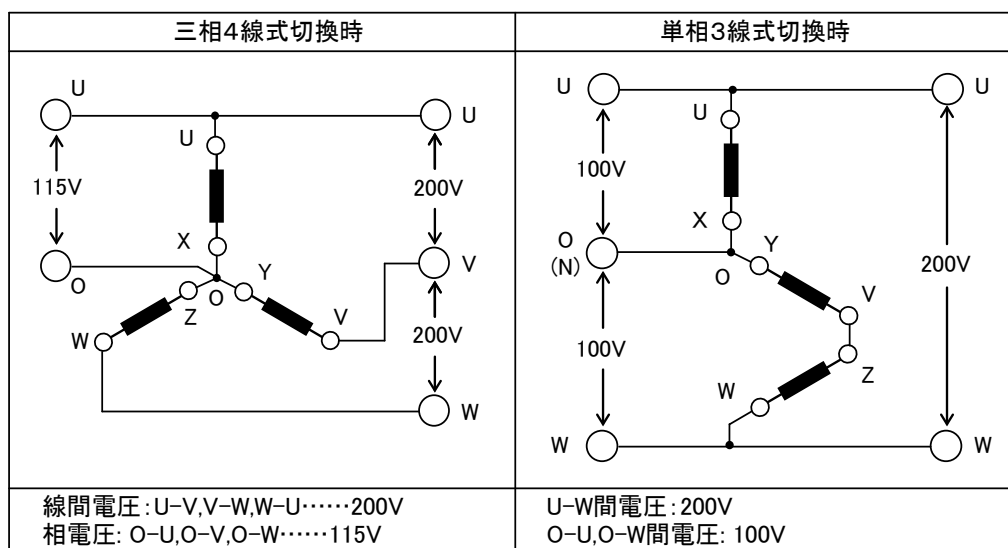 三相4線式切換時
U
U
U
115V
200V
X
O
O
Y
V
Z
V
W
200V
W
線間電圧:U-V,V-W,W-U……200V
相電圧: O-U,O-V,O-W……115V
単相3線式切換時
U
U
U
100V
X
O
(N)
Y
O
200V
V
100V
Z
W
W
W
U-W間電圧:200V
O-U,O-W間電圧: 100V